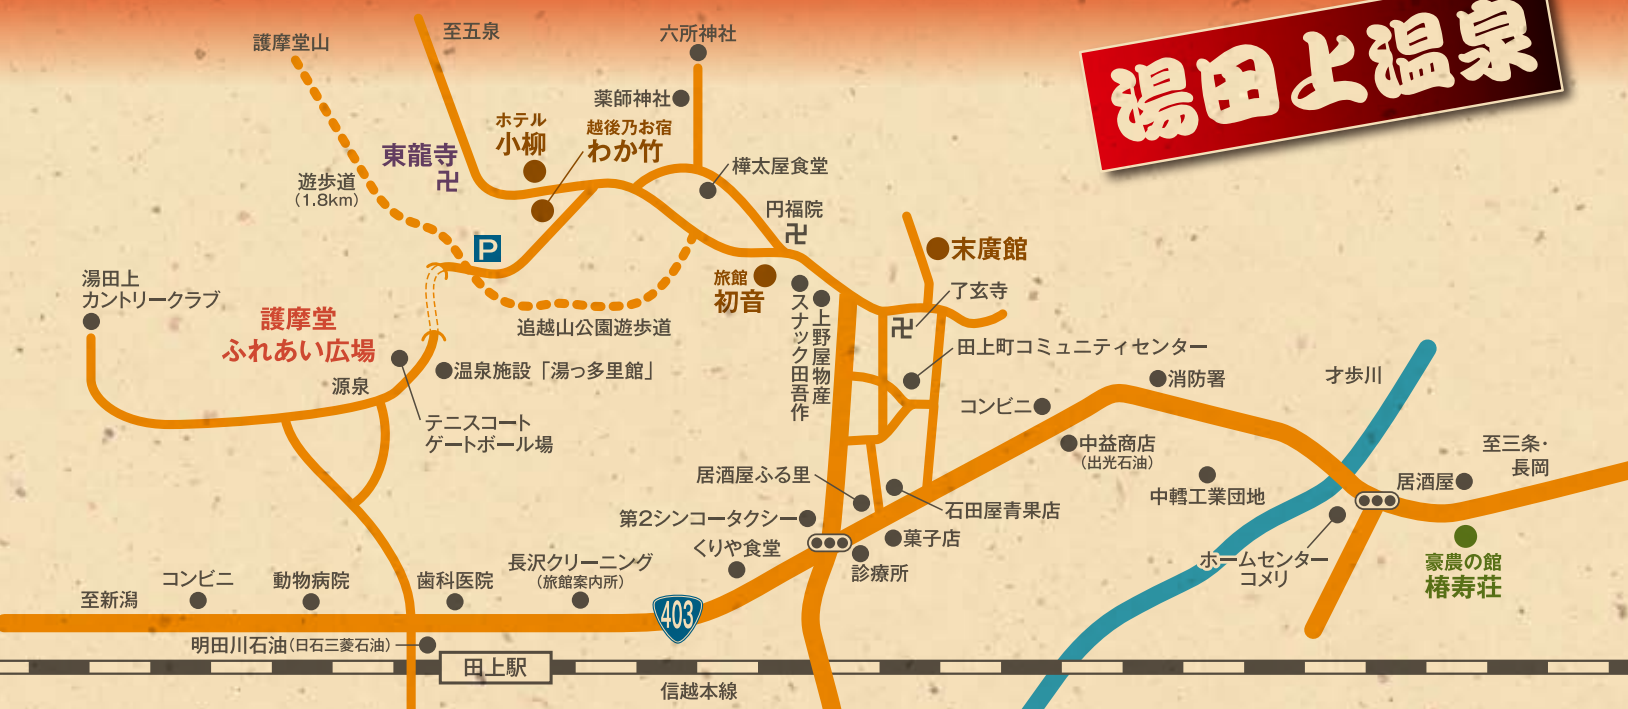 湯田上温泉
至五泉
六所神社
護摩堂山
薬師神社
ホテル
小柳
越後乃お宿
わか竹
東龍寺
卍
遊歩道
(1.8km)
樺太屋食堂
円福院
卍
P
末廣館
旅館
初音
湯田上
カントリークラブ
護摩堂
ふれあい広場
追越山公園遊歩道
スナック田吾作
上野屋物産
了玄寺
卍
田上町コミュニティセンター
温泉施設「湯っ多里館」
源泉
テニスコート
ゲートボール場
消防署
才歩川
コンビニ
中益商店
(出光石油)
至三条・
長岡
居酒屋ふる里
中轌工業団地
居酒屋
第2シンコータクシー
石田屋青果店
くりや食堂
菓子店
診療所
ホームセンター
コメリ
豪農の館
椿寿荘
長沢クリーニング
(旅館案内所)
コンビニ
動物病院
歯科医院
至新潟
403
明田川石油(日石三菱石油)
田上駅
信越本線